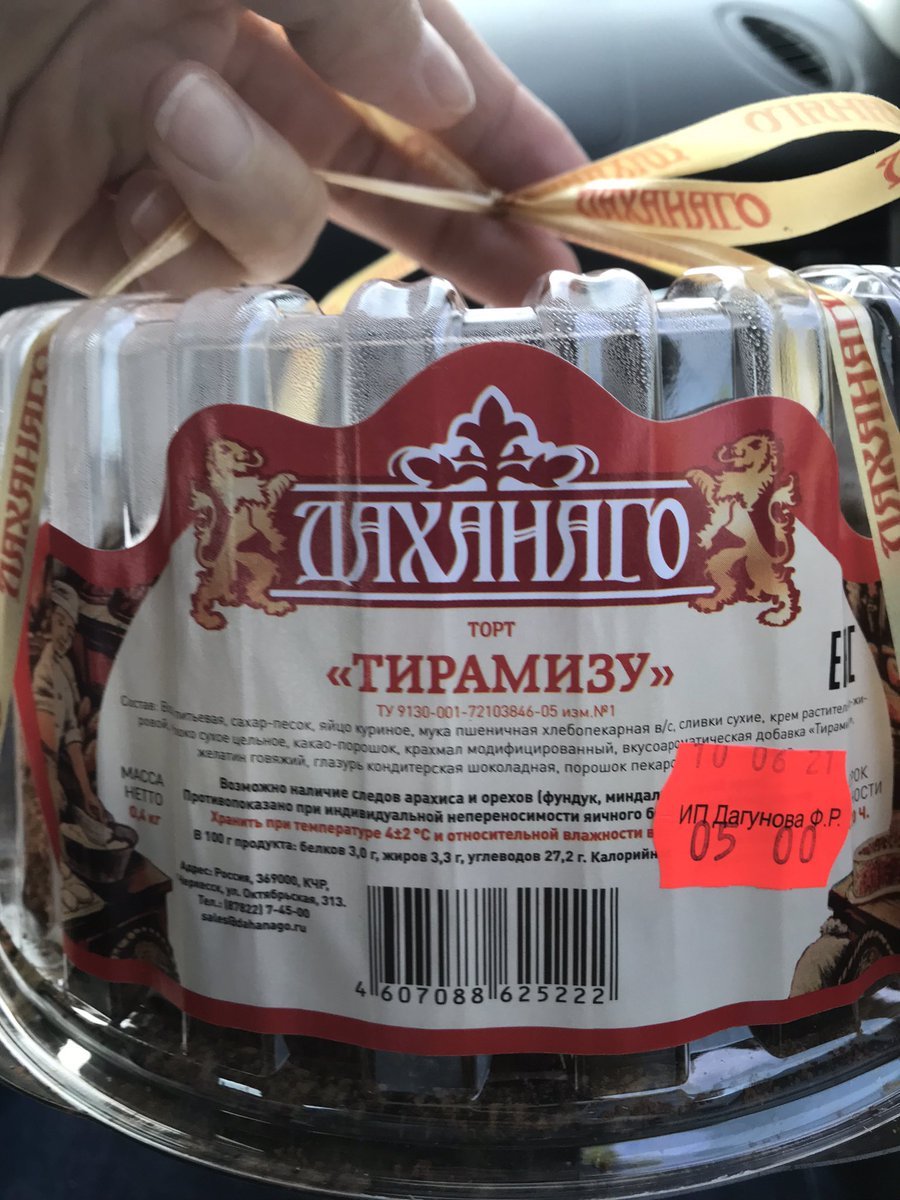 ДАХАНАГО
ДАХАНАГО
ДАХАНАГО
ДАХАНАГО
ТОРТ
«ТИРАМИЗУ»
ТУ 9130-001-72103846-05 изм.№1
EAC
Состав: питьевая, сахар-песок, яйцо куриное, мука пшеничная хлебопекарная в/с, сливки сухие, крем растительно-жи-
ровой, сухое цельное, какао-порошок, крахмал модифицированный, вкусоароматическая добавка «Тирамизу»,
желатин говяжий, глазурь кондитерская шоколадная, порошок
МАССА
НЕТТО
0,4 кг
Возможно наличие следов арахиса и орехов (фундук, миндал
Противопоказано при индивидуальной непереносимости яичного
Хранить при температуре 4±2 °С и относительной влажности
В 100 г продукта: белков 3,0 г, жиров 3,3 г, углеводов 27,2 г. Калорийн
10 06 21
ИП Дагунова Ф.Р.
05 00
Адрес: Россия, 369000, КЧР,
Черкесск, ул. Октябрьская, 313.
Тел.: (87822) 7-45-00
sales@dahanago.ru
4 607088 625222